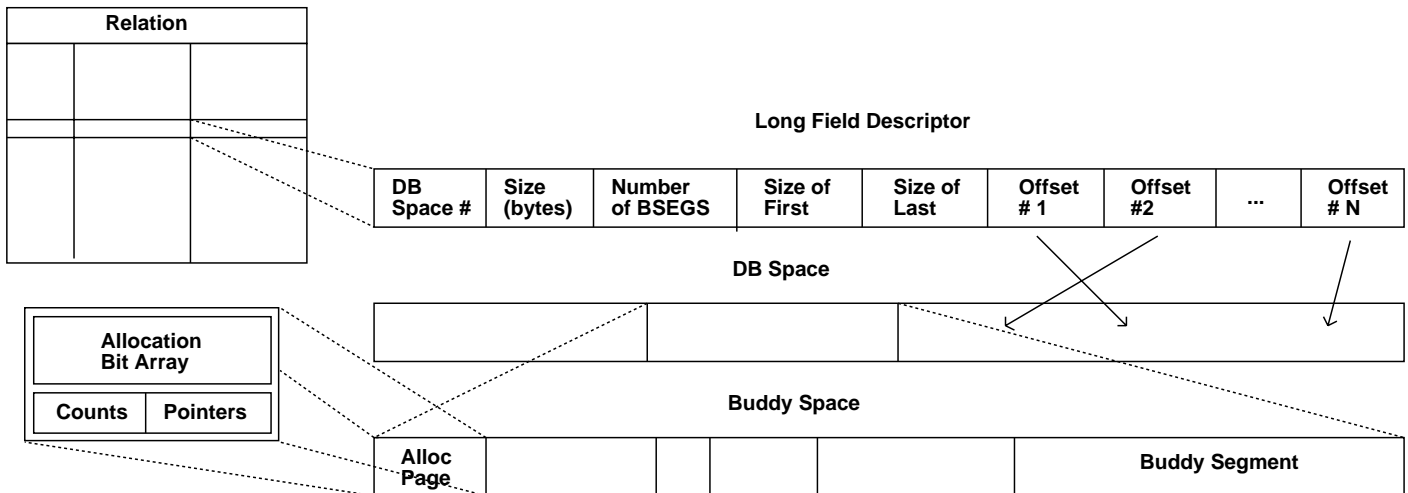 Relation
Long Field Descriptor
DB Space #
Size (bytes)
Number of BSEGS
Size of First
Size of Last
Offset # 1
Offset #2
...
Offset # N
DB Space
Allocation Bit Array
Counts
Pointers
Buddy Space
Alloc Page
Buddy Segment